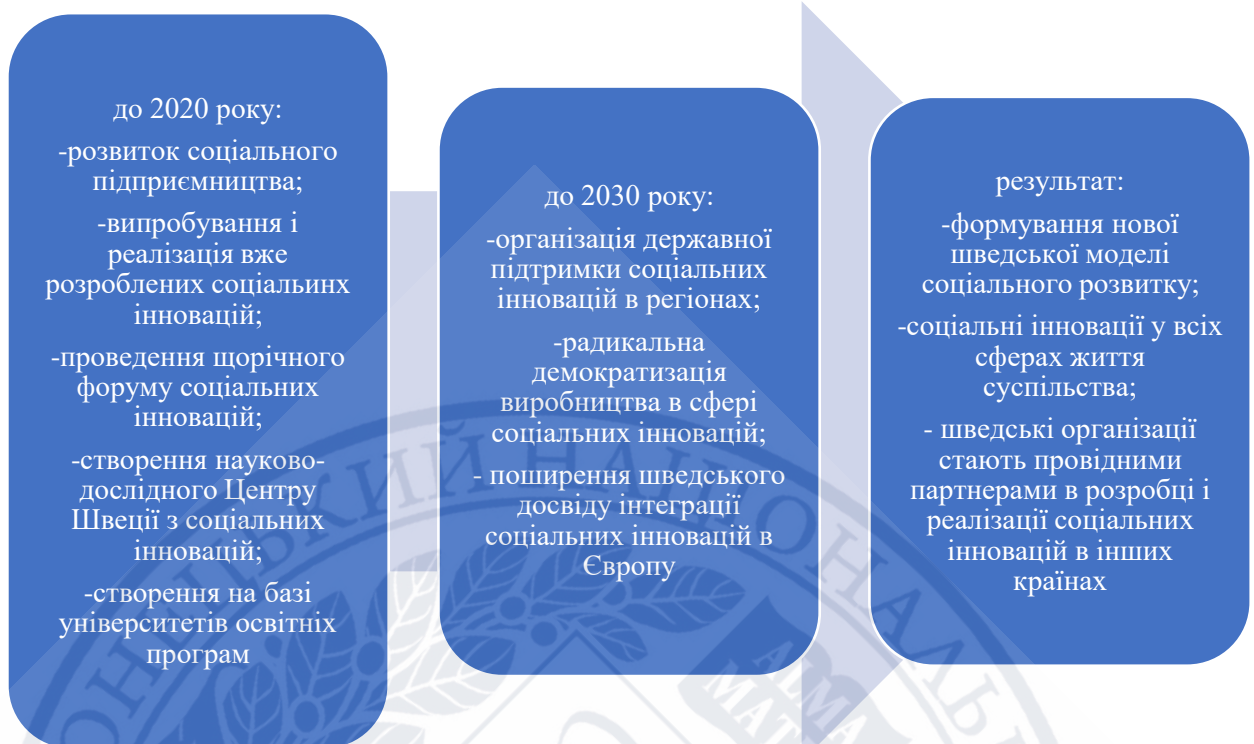 до 2020 року:
-розвиток соціального
підприємництва;
-випробування і
реалізація вже
розроблених соціальинх
інновацій;
-проведення щорічного
форуму соціальних
інновацій;
-створення науково-
дослідного Центру
Швеції з соціальних
інновацій;
-створення на базі
університетів освітніх
програм
до 2030 року:
-організація державної
підтримки соціальних
інновацій в регіонах;
-радикальна
демократизація
виробництва в сфері
соціальних інновацій;
- поширення шведського
досвіду інтеграції
соціальних інновацій в
Європу
результат:
-формування нової
шведської моделі
соціального розвитку;
-соціальні інновації у всіх
сферах життя
суспільства;
- шведські організації
стають провідними
партнерами в розробці і
реалізації соціальних
інновацій в інших
країнах